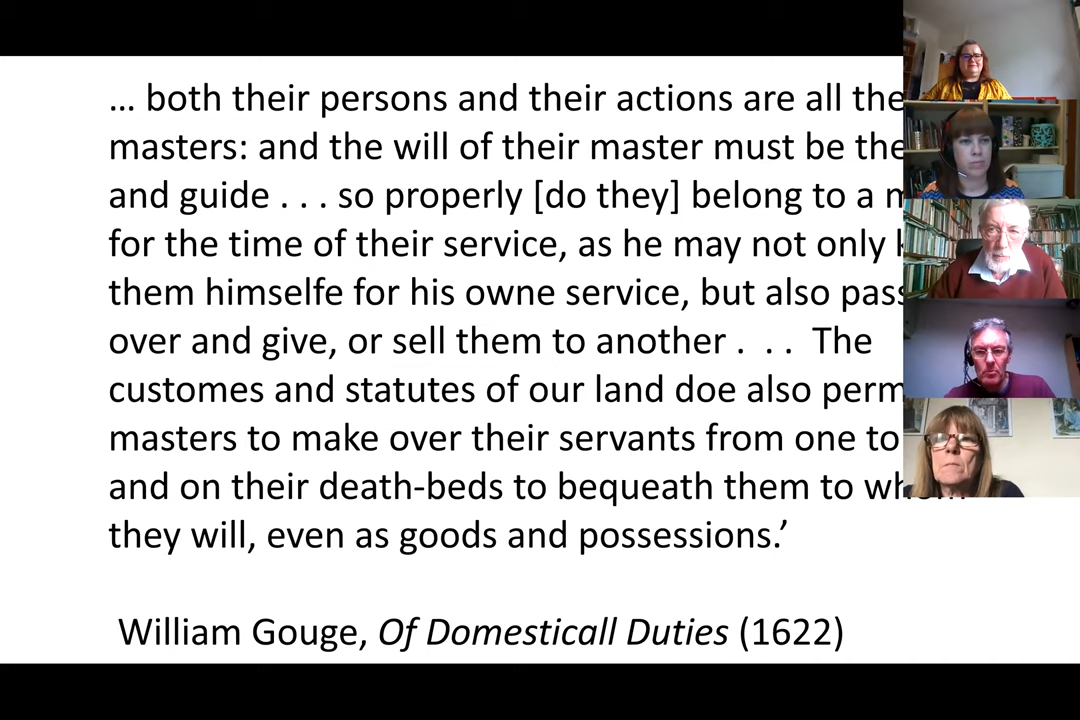 … both their persons and their actions are all
masters: and the will of their master must be
and guide . . . so properly [do they] belong to a
for the time of their service, as he may not only
them himselfe for his owne service, but also
over and give, or sell them to another .  . .  The
customes and statutes of our land doe also
masters to make over their servants from one to
and on their death-beds to bequeath them to whom
they will, even as goods and possessions.’
William Gouge, Of Domesticall Duties (1622)